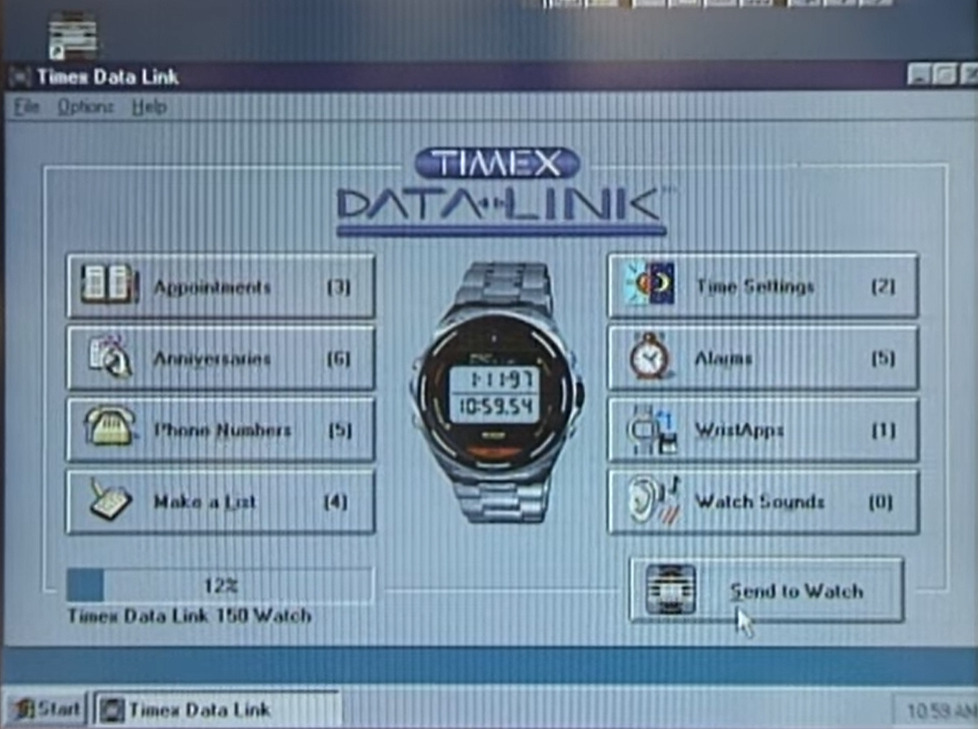 Timex Data Link
File Options Help
TIMEX
DATA LINK
Appointments [3]
Anniversaries [6]
Phone Numbers [5]
Make a List [4]
1-11-97
10:59.54
Time Settings [2]
Alarms [5]
WristApps [1]
Watch Sounds [0]
12%
Timex Data Link 150 Watch
Send to Watch
Start
Timex Data Link
10:59 AM